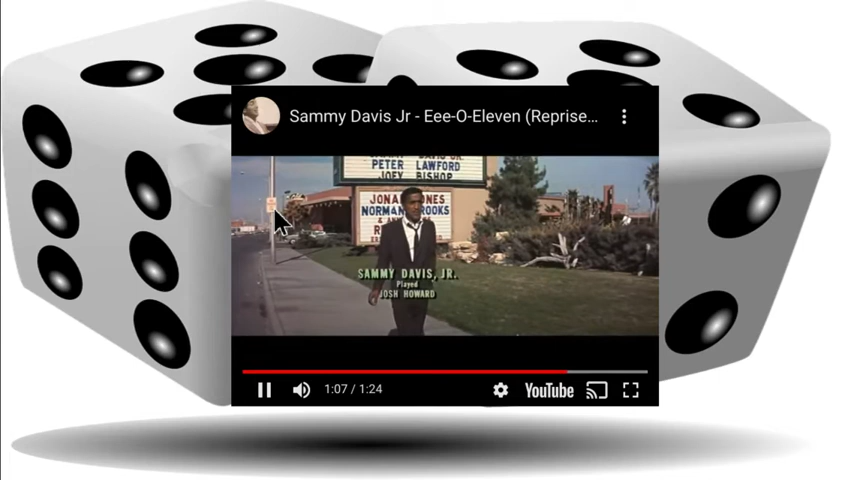 Sammy Davis Jr - Eee-O-Eleven (Reprise...
PETER LAWFORD
JOEY BISHOP
SAMMY DAVIS, JR.
Played
JOSH HOWARD
1:07 / 1:24
YouTube